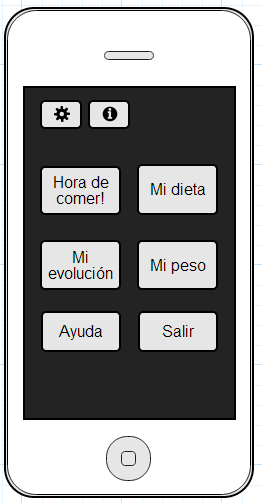 Hora de
comer!
Mi dieta
Mi
evolución
Mi peso
Ayuda
Salir